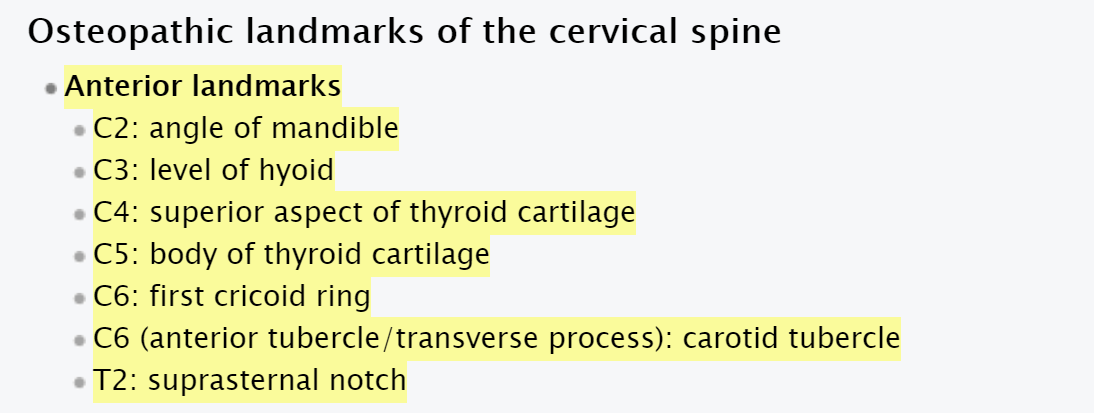 Osteopathic landmarks of the cervical spine
Anterior landmarks
C2: angle of mandible
C3: level of hyoid
C4: superior aspect of thyroid cartilage
C5: body of thyroid cartilage
C6: first cricoid ring
C6 (anterior tubercle/transverse process): carotid tubercle
T2: suprasternal notch